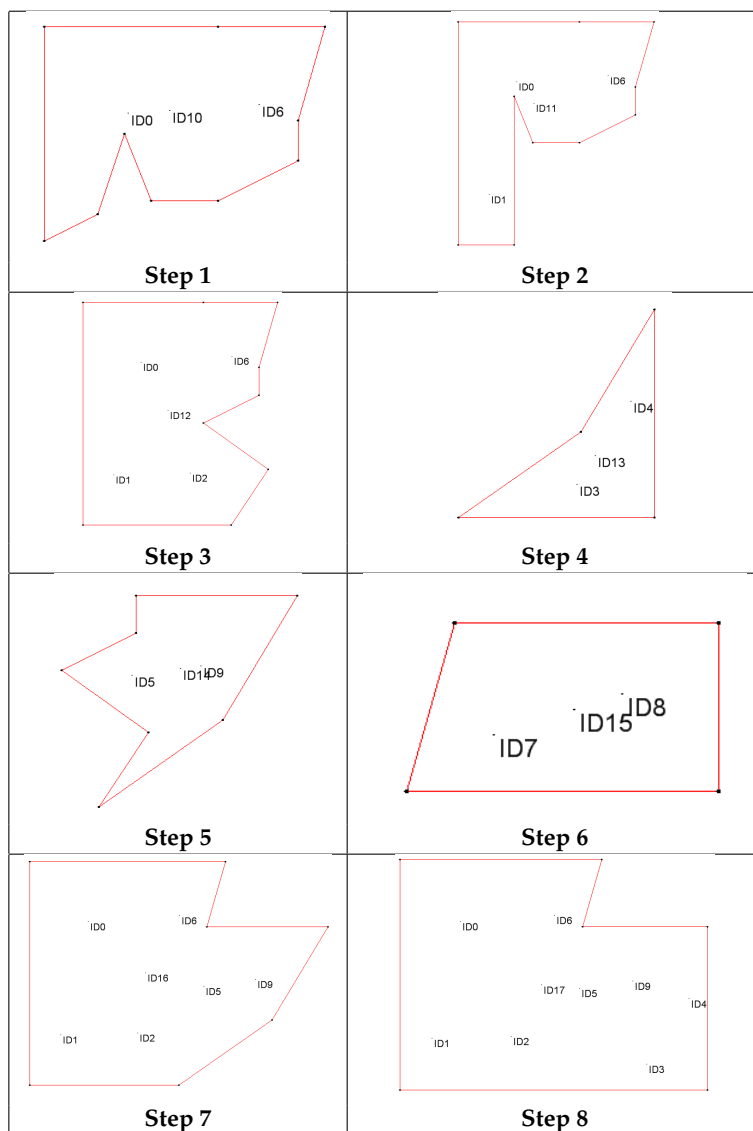 ID0
ID10
ID6
Step 1
ID0
ID6
ID11
ID1
Step 2
ID0
ID6
ID12
ID1
ID2
Step 3
ID4
ID13
ID3
Step 4
ID5
ID14
ID9
Step 5
ID7
ID15
ID8
Step 6
ID0
ID6
ID16
ID5
ID9
ID1
ID2
Step 7
ID0
ID6
ID17
ID5
ID9
ID4
ID1
ID2
ID3
Step 8